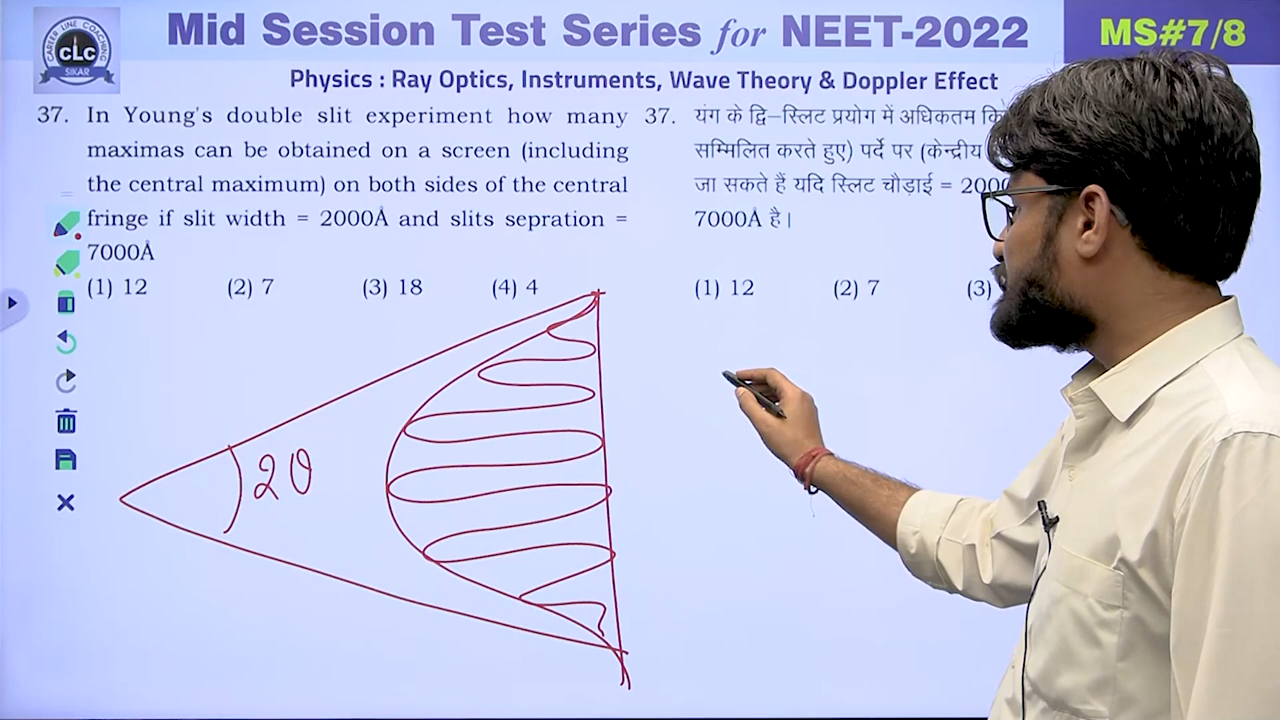 CAREER LINE COACHING
CLC
SIKAR
Mid Session Test Series for NEET-2022
MS#7/8
Physics : Ray Optics, Instruments, Wave Theory & Doppler Effect
37. In Young's double slit experiment how many
maximas can be obtained on a screen (including
the central maximum) on both sides of the central
fringe if slit width = 2000Å and slits sepration =
7000Å
(1) 12 (2) 7 (3) 18 (4) 4
37. यंग के द्वि–स्लिट प्रयोग में अधिकतम
सम्मिलित करते हुए) पर्दे पर (केन्द्रीय
जा सकते हैं यदि स्लिट चौड़ाई = 2000
7000Å है।
(1) 12 (2) 7 (3)
2θ